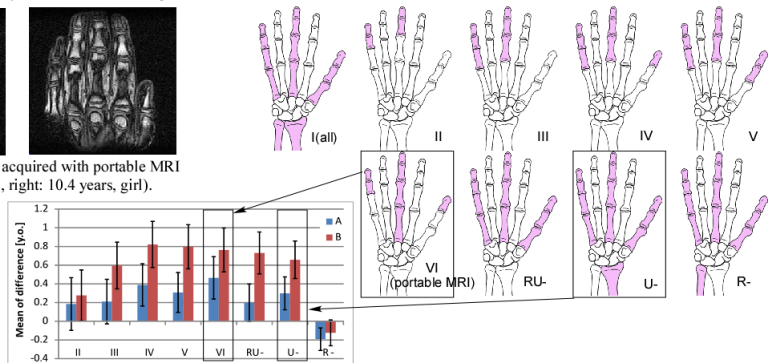 acquired with portable MRI
, right: 10.4 years, girl).
I(all)
II
III
IV
V
VI
(portable MRI)
RU-
U-
R-
Mean of difference [y.o.]
1.2
1
0.8
0.6
0.4
0.2
0
-0.2
-0.4
A
B
II III IV V VI RU- U- R-